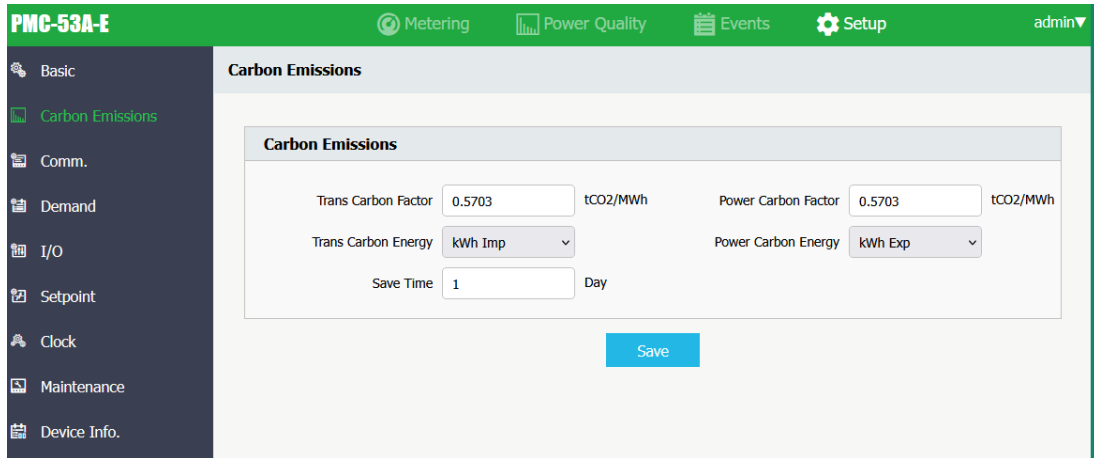 PMC-53A-E Metering Power Quality Events Setup admin▼
Basic
Carbon Emissions
Comm.
Demand
I/O
Setpoint
Clock
Maintenance
Device Info.
Carbon Emissions
Carbon Emissions
Trans Carbon Factor 0.5703 tCO2/MWh Power Carbon Factor 0.5703 tCO2/MWh
Trans Carbon Energy kWh Imp Power Carbon Energy kWh Exp
Save Time 1 Day
Save